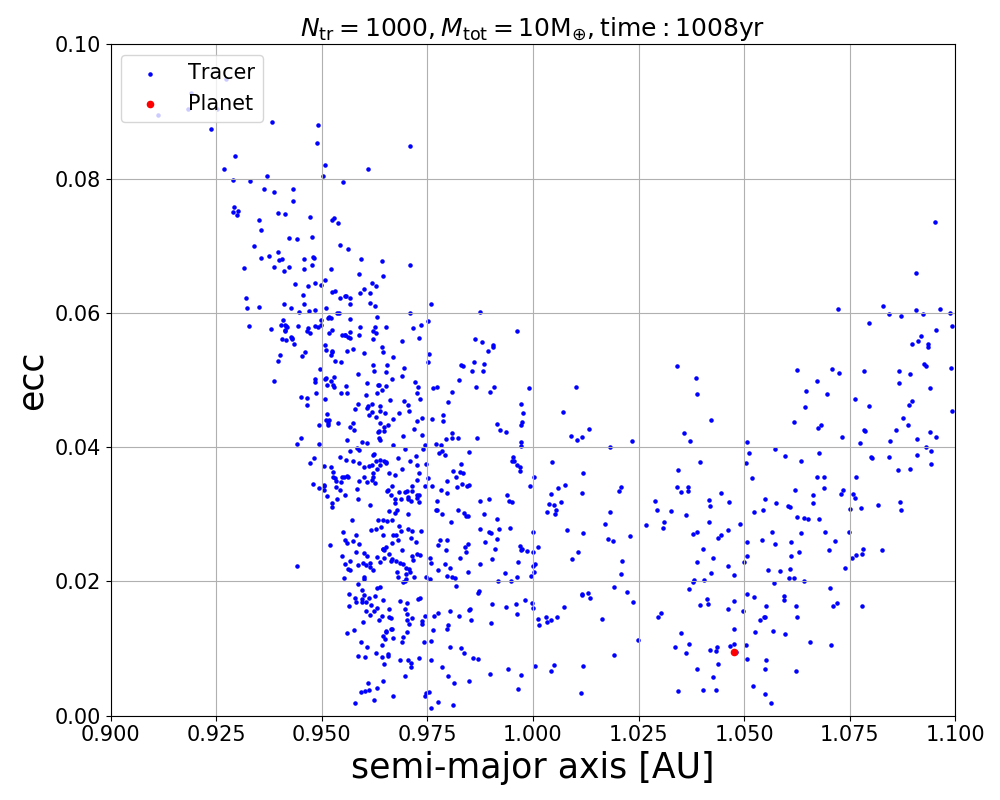 N_tr = 1000, M_tot = 10M_⊕, time : 1008yr
0.10
Tracer
Planet
0.08
0.06
ecc
0.04
0.02
0.00
0.900 0.925 0.950 0.975 1.000 1.025 1.050 1.075 1.100
semi-major axis [AU]